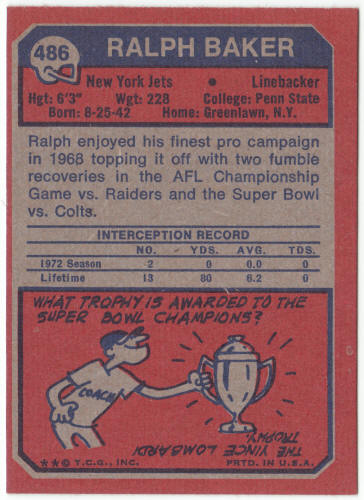 486
RALPH BAKER
New York Jets • Linebacker
Hgt: 6'3" Wgt: 228 College: Penn State
Born: 8-25-42 Home: Greenlawn, N.Y.
Ralph enjoyed his finest pro campaign
in 1968 topping it off with two fumble
recoveries in the AFL Championship
Game vs. Raiders and the Super Bowl
vs. Colts.
INTERCEPTION RECORD
NO. YDS. AVG. TDS.
1972 Season 2 0 0.0 0
Lifetime 13 80 6.2 0
WHAT TROPHY IS AWARDED TO THE
SUPER BOWL CHAMPIONS?
COACH
THE VINCE LOMBARDI
TROPHY.
**© T.C.G., INC. PRTD. IN U.S.A.